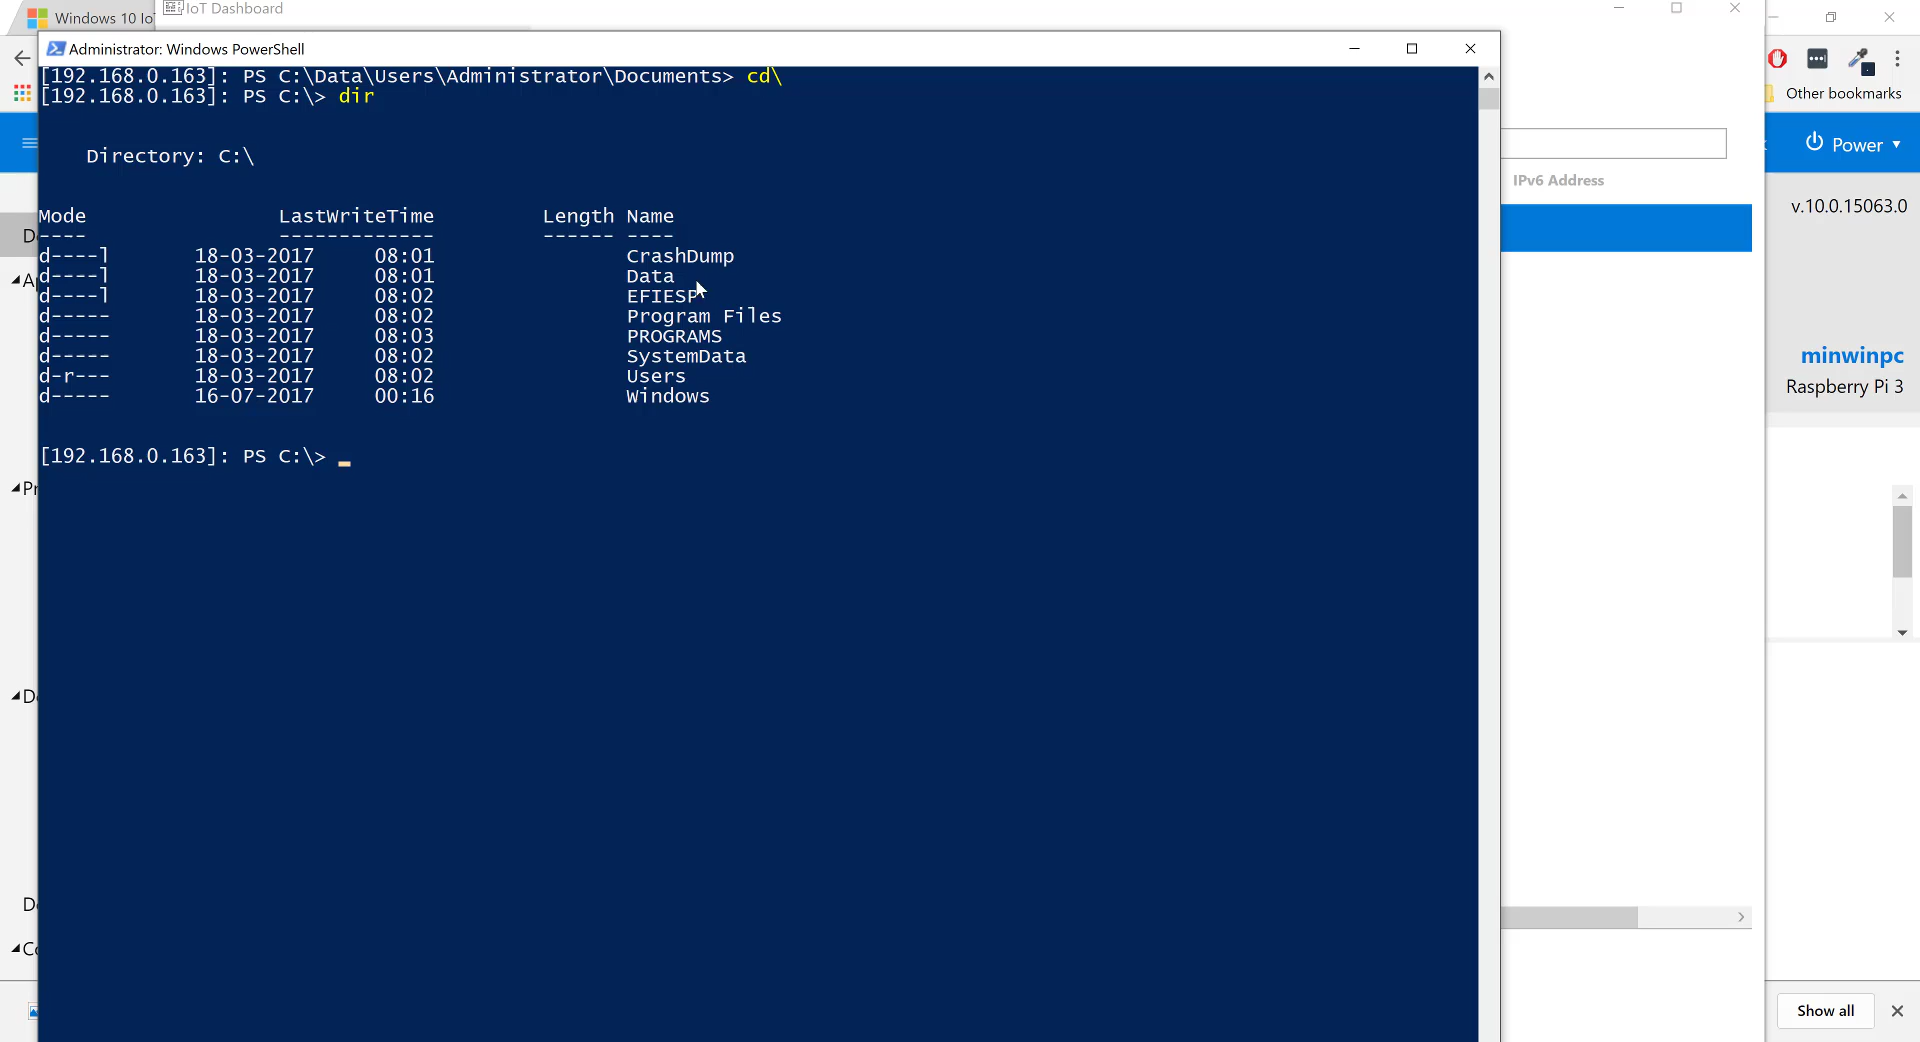 Windows 10 Io
IoT Dashboard
Administrator: Windows PowerShell
[192.168.0.163]: PS C:\Data\Users\Administrator\Documents> cd\
[192.168.0.163]: PS C:\> dir
Other bookmarks
Directory: C:\
Power
IPv6 Address
v.10.0.15063.0
Mode LastWriteTime Length Name
---- ------------- ------ ----
d----l 18-03-2017 08:01 CrashDump
d----l 18-03-2017 08:01 Data
d----l 18-03-2017 08:02 EFIESP
d----- 18-03-2017 08:02 Program Files
d----- 18-03-2017 08:03 PROGRAMS
d----- 18-03-2017 08:02 SystemData
d-r--- 18-03-2017 08:02 Users
d----- 16-07-2017 00:16 Windows
minwinpc
Raspberry Pi 3
[192.168.0.163]: PS C:\>
Show all